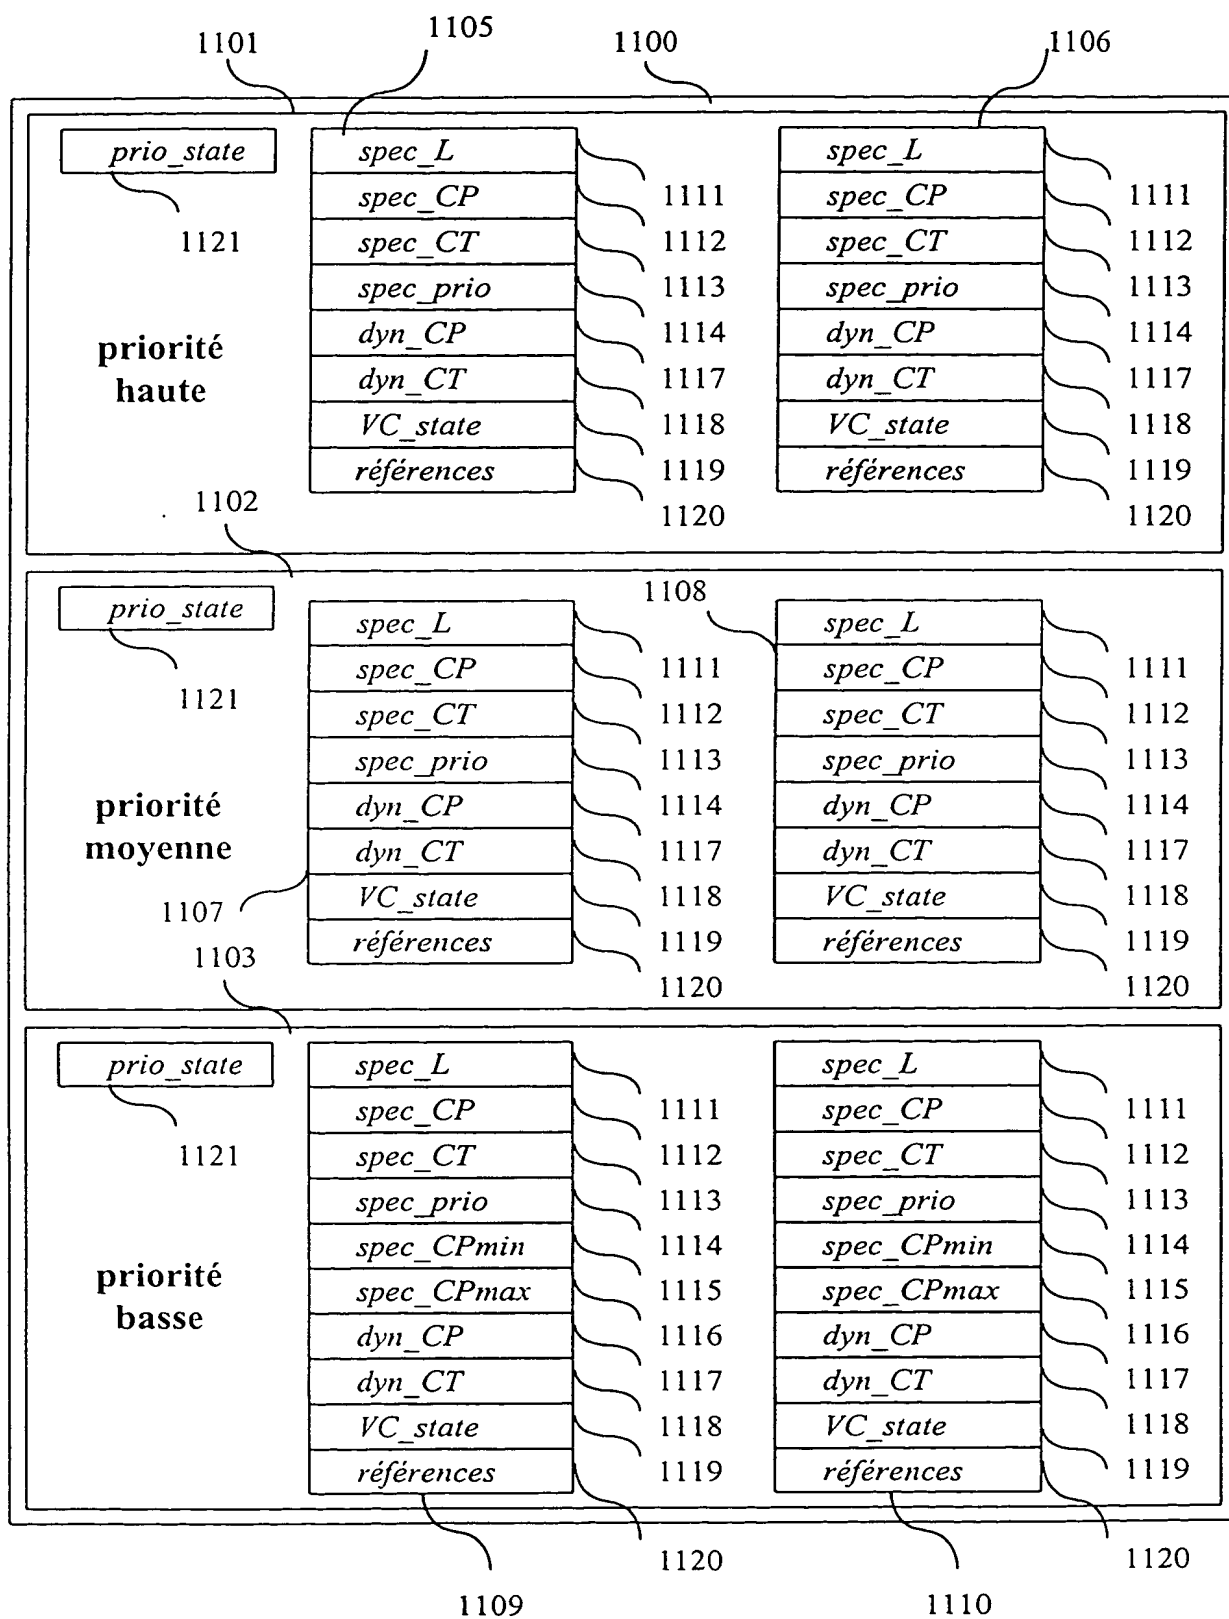 1101 1105 1100 1106
prio_state spec_L spec_L
spec_CP 1111 spec_CP 1111
1121 spec_CT 1112 spec_CT 1112
spec_prio 1113 spec_prio 1113
priorité dyn_CP 1114 dyn_CP 1114
haute dyn_CT 1117 dyn_CT 1117
VC_state 1118 VC_state 1118
références 1119 références 1119
1102 1120 1120
prio_state 1108
spec_L spec_L
1121 spec_CP 1111 spec_CP 1111
spec_CT 1112 spec_CT 1112
spec_prio 1113 spec_prio 1113
priorité dyn_CP 1114 dyn_CP 1114
moyenne dyn_CT 1117 dyn_CT 1117
1107 VC_state 1118 VC_state 1118
références 1119 références 1119
1103 1120 1120
prio_state spec_L spec_L
spec_CP 1111 spec_CP 1111
1121 spec_CT 1112 spec_CT 1112
spec_prio 1113 spec_prio 1113
spec_CPmin 1114 spec_CPmin 1114
priorité spec_CPmax 1115 spec_CPmax 1115
basse dyn_CP 1116 dyn_CP 1116
dyn_CT 1117 dyn_CT 1117
VC_state 1118 VC_state 1118
références 1119 références 1119
1120 1120
1109 1110